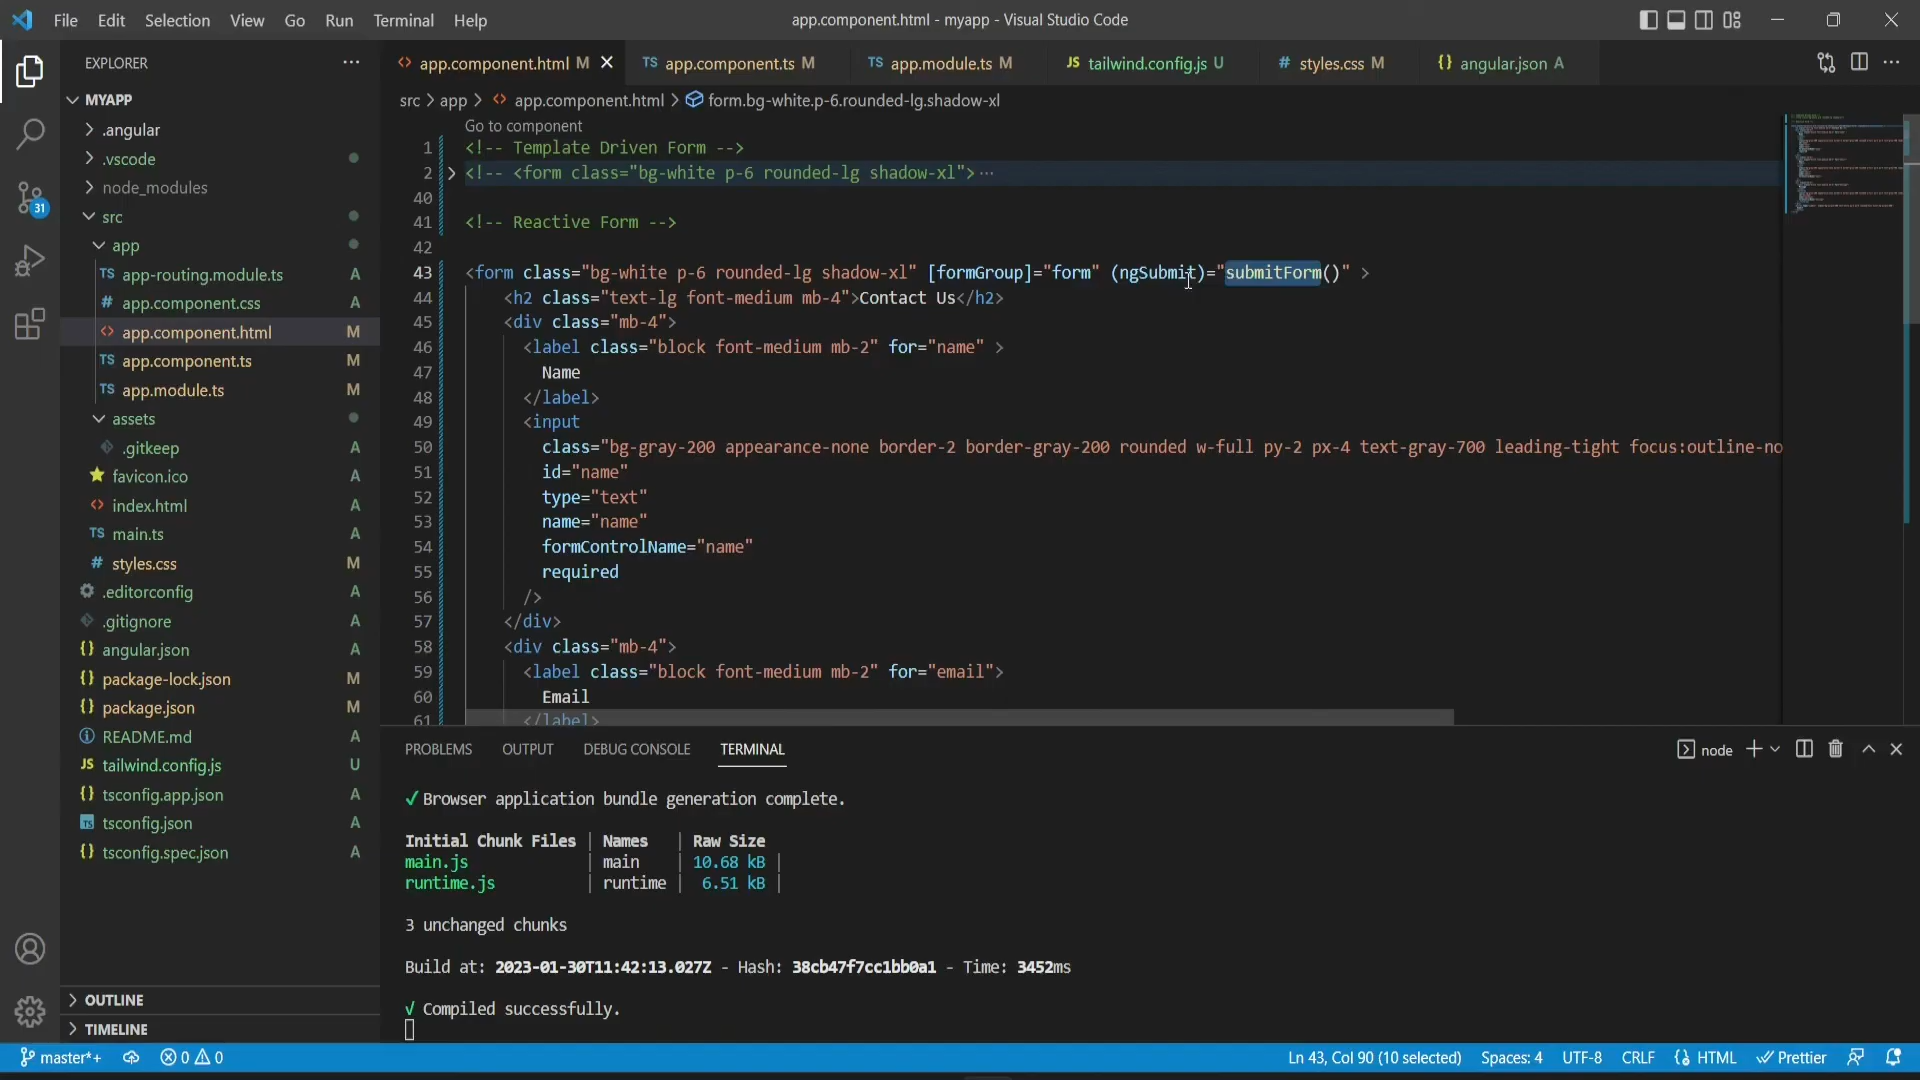 File Edit Selection View Go Run Terminal Help
app.component.html - myapp - Visual Studio Code
EXPLORER
MYAPP
.angular
.vscode
node_modules
src
app
TS app-routing.module.ts A
# app.component.css A
<> app.component.html M
TS app.component.ts M
TS app.module.ts M
assets
.gitkeep A
favicon.ico A
<> index.html A
TS main.ts A
# styles.css M
.editorconfig A
.gitignore A
{} angular.json A
{} package-lock.json M
{} package.json M
README.md A
JS tailwind.config.js U
{} tsconfig.app.json A
TS tsconfig.json A
{} tsconfig.spec.json A
OUTLINE
TIMELINE
31
<> app.component.html M
TS app.component.ts M
TS app.module.ts M
JS tailwind.config.js U
# styles.css M
{} angular.json A
src > app > <> app.component.html > form.bg-white.p-6.rounded-lg.shadow-xl
Go to component
1 <!-- Template Driven Form -->
2 <!-- <form class="bg-white p-6 rounded-lg shadow-xl"> ···
40
41 <!-- Reactive Form -->
42
43 <form class="bg-white p-6 rounded-lg shadow-xl" [formGroup]="form" (ngSubmit)="submitForm()" >
44 <h2 class="text-lg font-medium mb-4">Contact Us</h2>
45 <div class="mb-4">
46 <label class="block font-medium mb-2" for="name" >
47 Name
48 </label>
49 <input
50 class="bg-gray-200 appearance-none border-2 border-gray-200 rounded w-full py-2 px-4 text-gray-700 leading-tight focus:outline-no
51 id="name"
52 type="text"
53 name="name"
54 formControlName="name"
55 required
56 />
57 </div>
58 <div class="mb-4">
59 <label class="block font-medium mb-2" for="email">
60 Email
61 </label>
PROBLEMS OUTPUT DEBUG CONSOLE TERMINAL
node
✓ Browser application bundle generation complete.
Initial Chunk Files | Names | Raw Size
main.js | main | 10.68 kB |
runtime.js | runtime | 6.51 kB |
3 unchanged chunks
Build at: 2023-01-30T11:42:13.027Z - Hash: 38cb47f7cc1bb0a1 - Time: 3452ms
√ Compiled successfully.
master*+ 0 0 Ln 43, Col 90 (10 selected) Spaces: 4 UTF-8 CRLF HTML Prettier